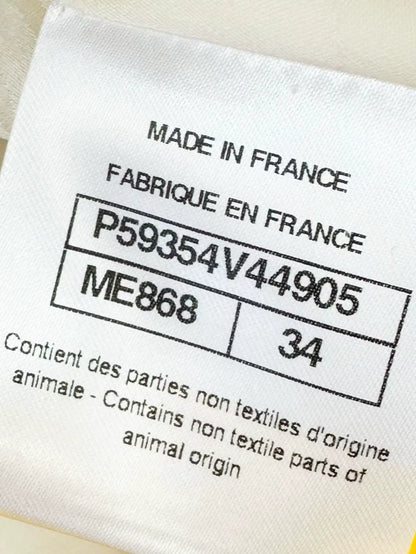 MADE IN FRANCE
FABRIQUE EN FRANCE
P59354V44905
ME868 34
Contient des parties non textiles d'origine
animale - Contains non textile parts of
animal origin